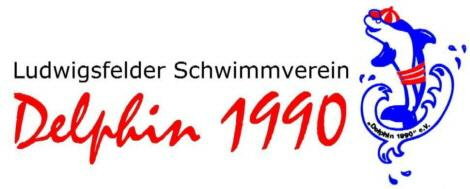 Ludwigsfelder Schwimmverein
Delphin 1990
„Delphin 1990" e.V.